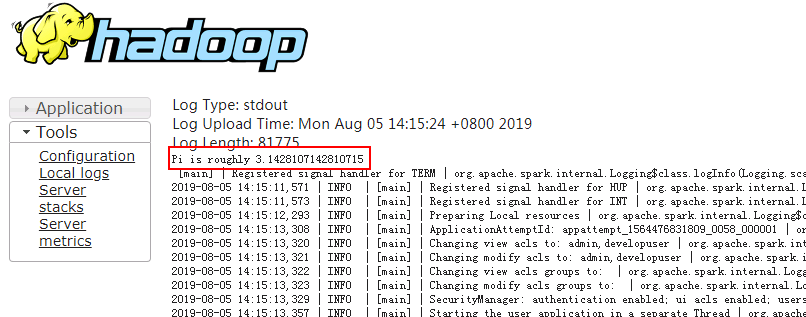 hadoop
Application
Tools
Configuration
Local logs
Server
stacks
Server
metrics
Log Type: stdout
Log Upload Time: Mon Aug 05 14:15:24 +0800 2019
Log Length: 81775
Pi is roughly 3.1428107142810715
[main] | Registered signal handler for TERM | org.apache.spark.internal.Logging$class.logInfo(Logging.sca
2019-08-05 14:15:11,571 | INFO | [main] | Registered signal handler for HUP | org.apache.spark.internal.
2019-08-05 14:15:11,573 | INFO | [main] | Registered signal handler for INT | org.apache.spark.internal.
2019-08-05 14:15:12,293 | INFO | [main] | Preparing Local resources | org.apache.spark.internal.Logging$
2019-08-05 14:15:13,308 | INFO | [main] | ApplicationAttemptId: appattempt_1564476831809_0058_000001 | o
2019-08-05 14:15:13,320 | INFO | [main] | Changing view acls to: admin,developuser | org.apache.spark.in
2019-08-05 14:15:13,321 | INFO | [main] | Changing modify acls to: admin,developuser | org.apache.spark.
2019-08-05 14:15:13,322 | INFO | [main] | Changing view acls groups to: | org.apache.spark.internal.Logg
2019-08-05 14:15:13,323 | INFO | [main] | Changing modify acls groups to: | org.apache.spark.internal.Lo
2019-08-05 14:15:13,329 | INFO | [main] | SecurityManager: authentication enabled; ui acls enabled; users
2019-08-05 14:15:13,357 | INFO | [main] | Starting the user application in a separate Thread | org.apach